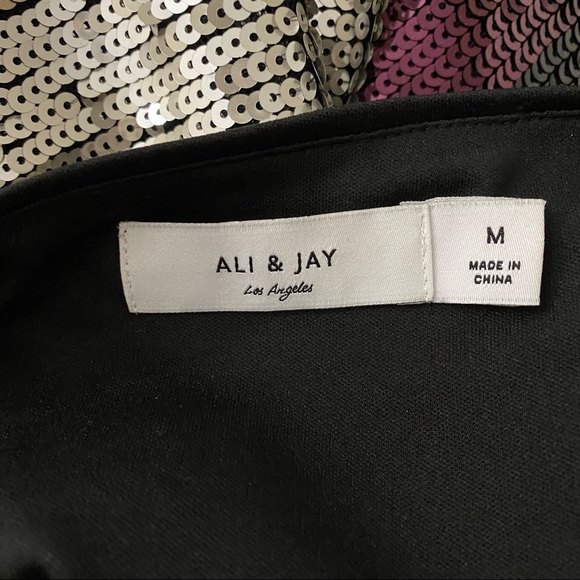 ALI & JAY
Los Angeles
M
MADE IN
CHINA